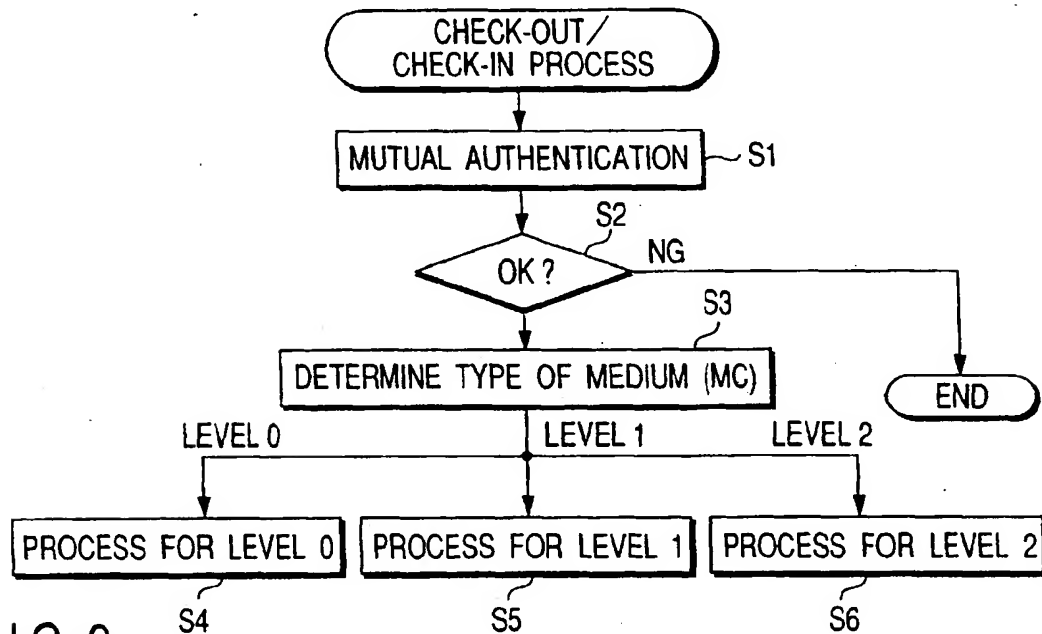 CHECK-OUT/
CHECK-IN PROCESS
MUTUAL AUTHENTICATION
S1
S2
OK?
NG
S3
DETERMINE TYPE OF MEDIUM (MC)
END
LEVEL 0
LEVEL 1
LEVEL 2
PROCESS FOR LEVEL 0
PROCESS FOR LEVEL 1
PROCESS FOR LEVEL 2
S4
S5
S6